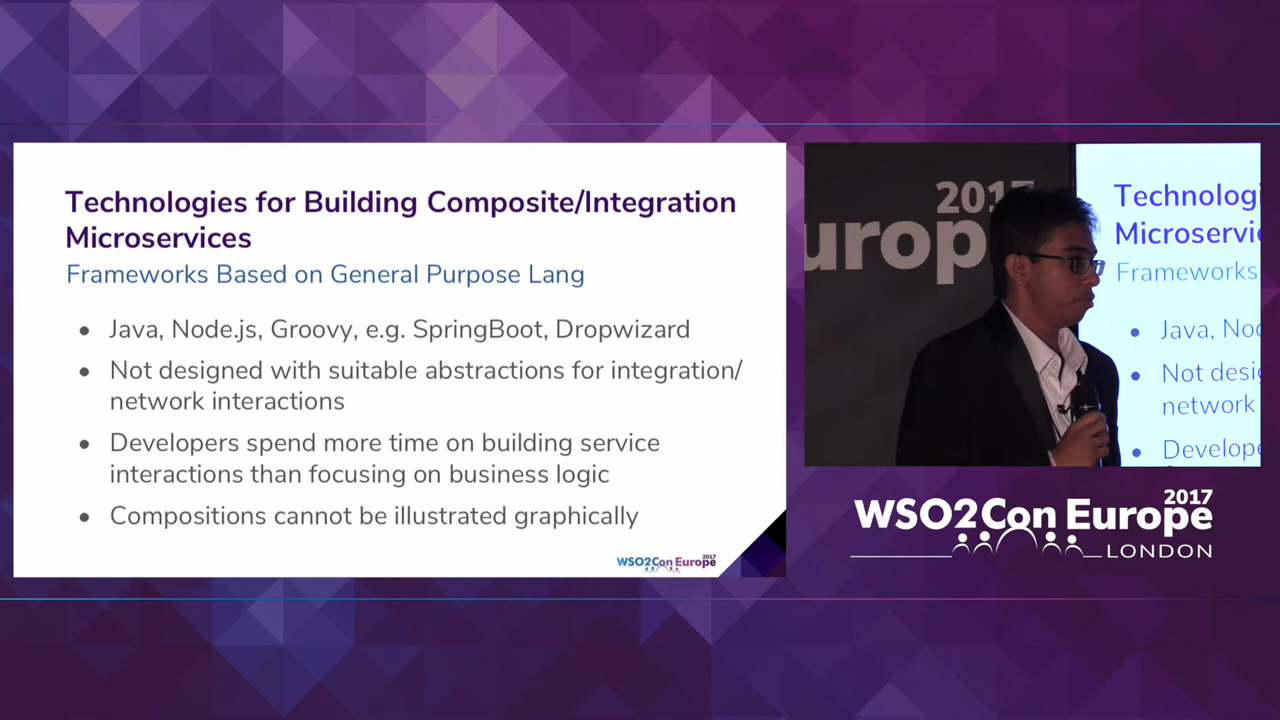 Technologies for Building Composite/Integration
Microservices
Frameworks Based on General Purpose Lang
● Java, Node.js, Groovy, e.g. SpringBoot, Dropwizard
● Not designed with suitable abstractions for integration/
network interactions
● Developers spend more time on building service
interactions than focusing on business logic
● Compositions cannot be illustrated graphically
WSO2Con Europe 2017
2017
urop
Technologi
Microservi
Frameworks
● Java, Noc
● Not desig
network
● Develope
WSO2Con Europe 2017
LONDON